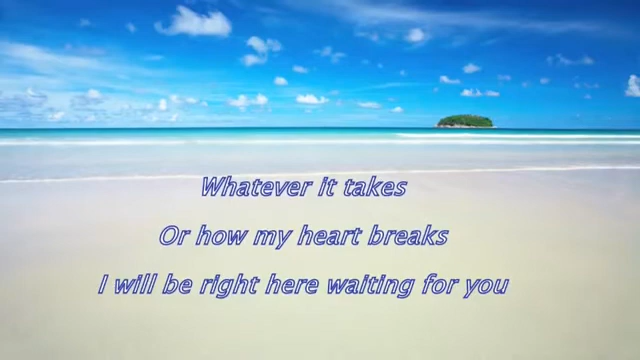 Whatever it takes
Or how my heart breaks
I will be right here waiting for you